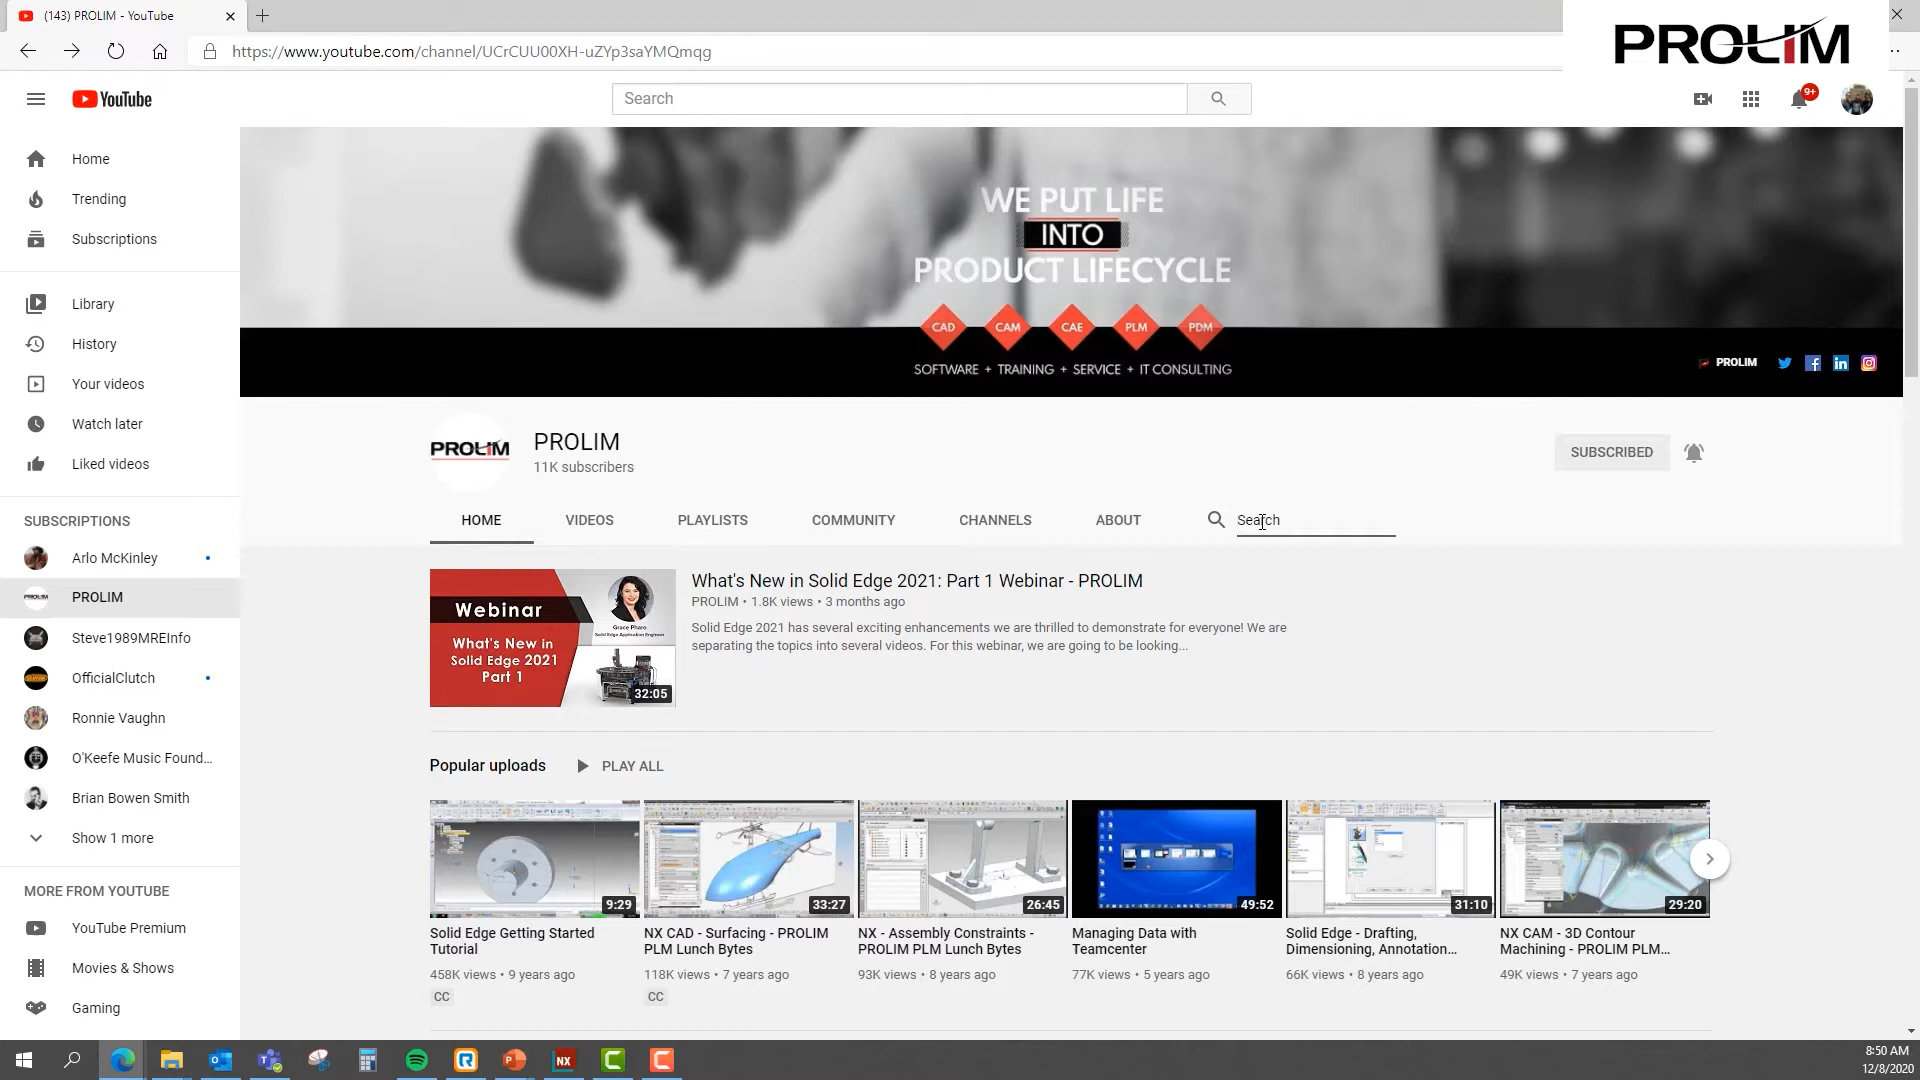 (143) PROLIM - YouTube
PROLIM
https://www.youtube.com/channel/UCrCUU00XH-uZYp3saYMQmqg
YouTube
Search
9+
Home
Trending
Subscriptions
Library
History
Your videos
Watch later
Liked videos
SUBSCRIPTIONS
Arlo McKinley
PROLIM
Steve1989MREInfo
OfficialClutch
Ronnie Vaughn
O'Keefe Music Found...
Brian Bowen Smith
Show 1 more
MORE FROM YOUTUBE
YouTube Premium
Movies & Shows
Gaming
WE PUT LIFE
INTO
PRODUCT LIFECYCLE
CAD CAM CAE PLM PDM
SOFTWARE + TRAINING + SERVICE + IT CONSULTING
PROLIM
PROLIM
PROLIM
11K subscribers
SUBSCRIBED
HOME VIDEOS PLAYLISTS COMMUNITY CHANNELS ABOUT Search
Webinar
What's New in
Solid Edge 2021
Part 1
Grace Pharo
Solid Edge Application Engineer
32:05
What's New in Solid Edge 2021: Part 1 Webinar - PROLIM
PROLIM • 1.8K views • 3 months ago
Solid Edge 2021 has several exciting enhancements we are thrilled to demonstrate for everyone! We are
separating the topics into several videos. For this webinar, we are going to be looking...
Popular uploads PLAY ALL
9:29
Solid Edge Getting Started
Tutorial
458K views • 9 years ago
CC
33:27
NX CAD - Surfacing - PROLIM
PLM Lunch Bytes
118K views • 7 years ago
CC
26:45
NX - Assembly Constraints -
PROLIM PLM Lunch Bytes
93K views • 8 years ago
49:52
Managing Data with
Teamcenter
77K views • 5 years ago
31:10
Solid Edge - Drafting,
Dimensioning, Annotation...
66K views • 8 years ago
29:20
NX CAM - 3D Contour
Machining - PROLIM PLM...
49K views • 7 years ago
NX
8:50 AM
12/8/2020